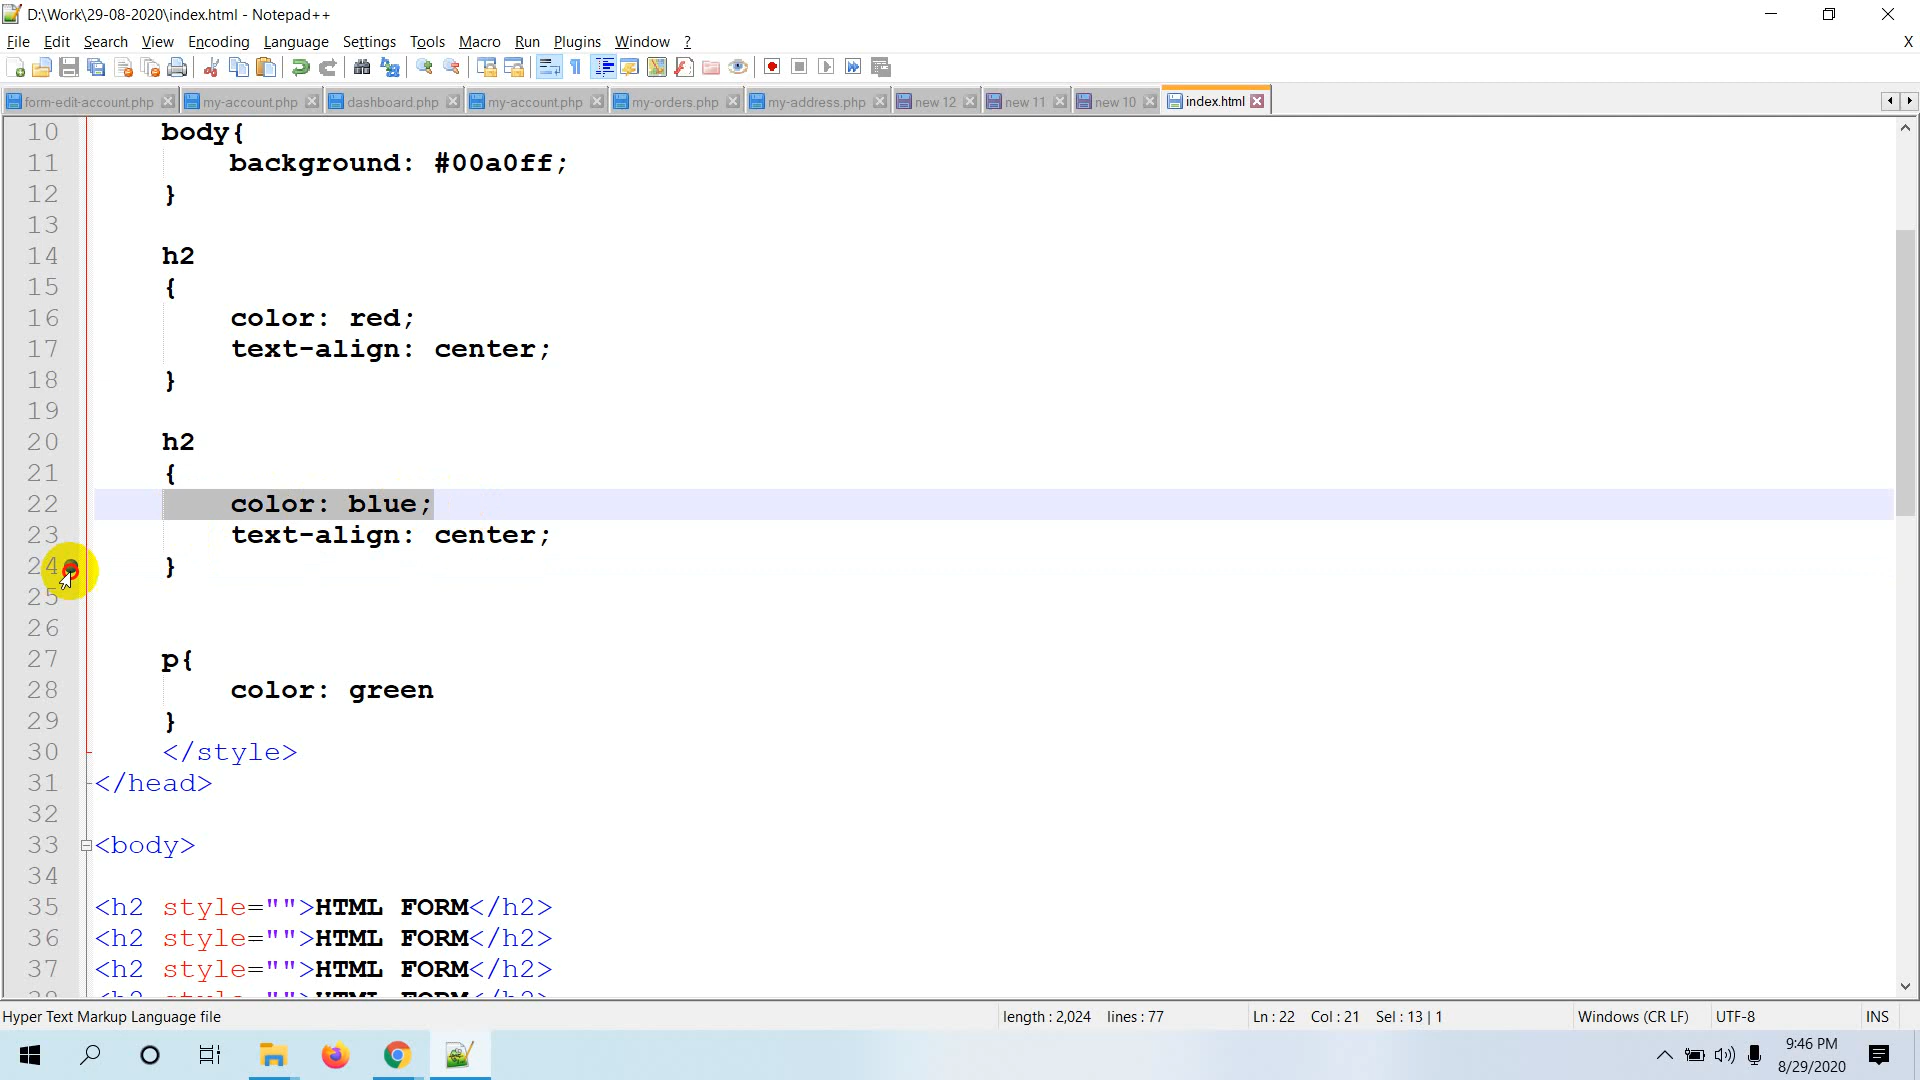 D:\Work\29-08-2020\index.html - Notepad++
File Edit Search View Encoding Language Settings Tools Macro Run Plugins Window ? X
form-edit-account.php my-account.php dashboard.php my-account.php my-orders.php my-address.php new 12 new 11 new 10 index.html
10 body{
11 background: #00a0ff;
12 }
13
14 h2
15 {
16 color: red;
17 text-align: center;
18 }
19
20 h2
21 {
22 color: blue;
23 text-align: center;
24 }
25
26
27 p{
28 color: green
29 }
30 </style>
31 </head>
32
33 <body>
34
35 <h2 style="">HTML FORM</h2>
36 <h2 style="">HTML FORM</h2>
37 <h2 style="">HTML FORM</h2>
38 <h2 style="">HTML FORM</h2>
Hyper Text Markup Language file length : 2,024 lines : 77 Ln : 22 Col : 21 Sel : 13 | 1 Windows (CR LF) UTF-8 INS
9:46 PM
8/29/2020